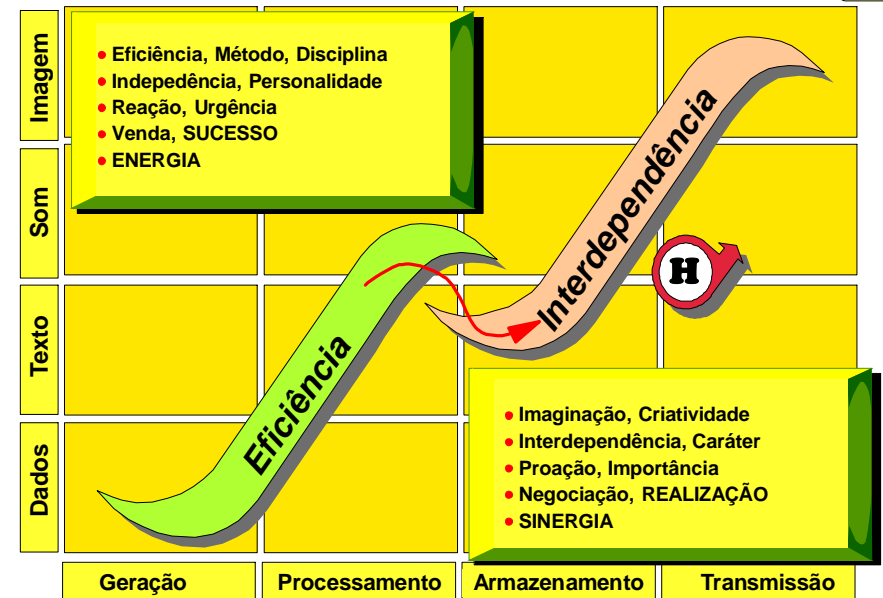 Imagem
• Eficiência, Método, Disciplina
• Indepedência, Personalidade
• Reação, Urgência
• Venda, SUCESSO
• ENERGIA
Som
Interdependência
H
Texto
Eficiência
• Imaginação, Criatividade
• Interdependência, Caráter
• Proação, Importância
• Negociação, REALIZAÇÃO
• SINERGIA
Dados
Geração
Processamento
Armazenamento
Transmissão